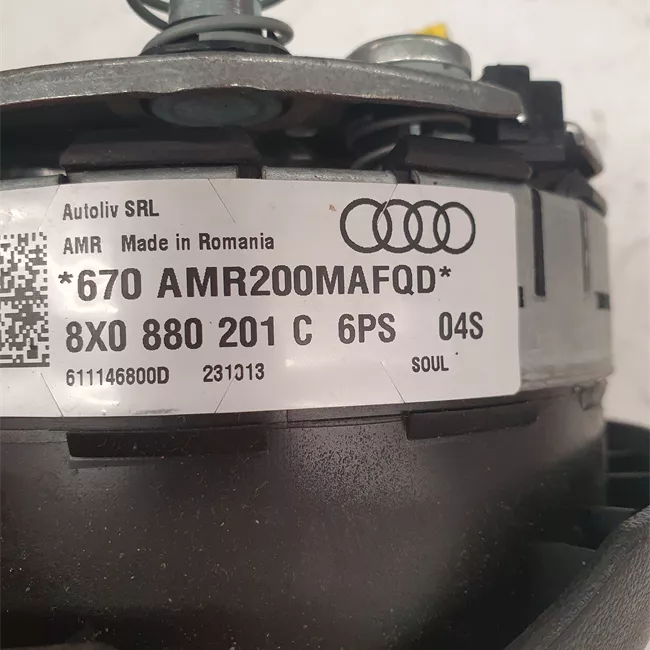 Autoliv SRL
AMR Made in Romania
*670 AMR200MAFQD*
8X0 880 201 C 6PS 04S
611146800D 231013 SOUL